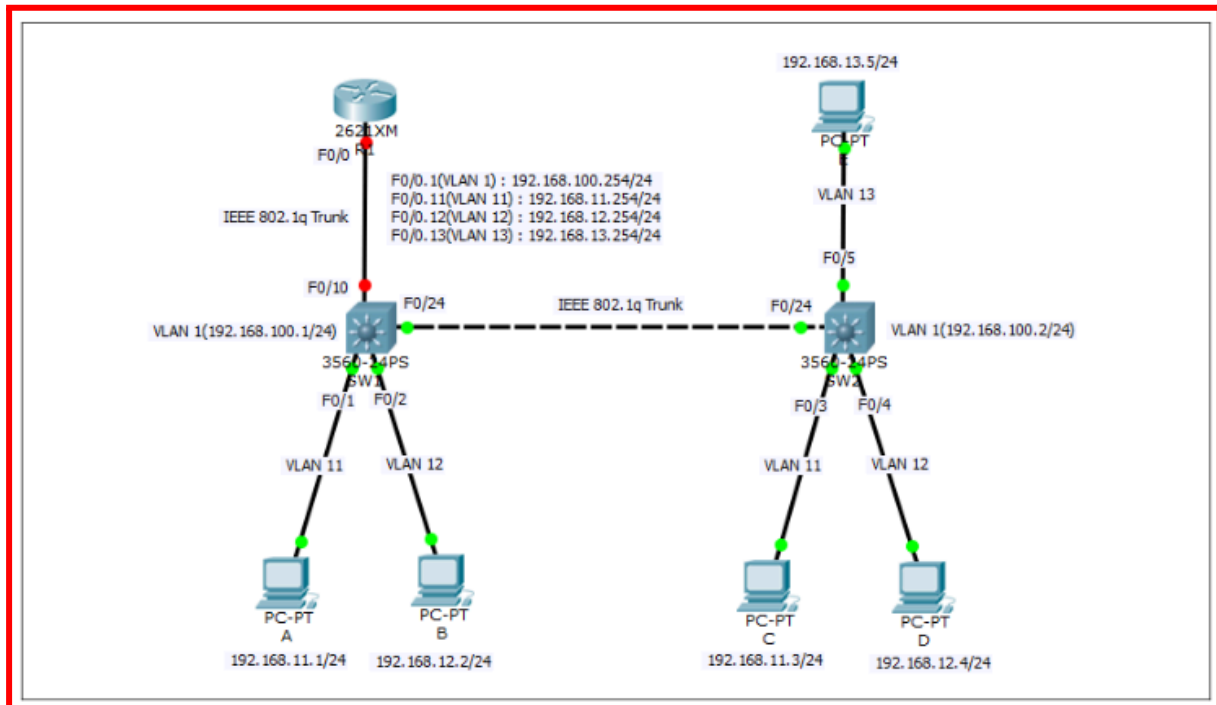 192.168.13.5/24
2621XM
R1
F0/0
PC-PT
E
F0/0.1(VLAN 1) : 192.168.100.254/24
F0/0.11(VLAN 11) : 192.168.11.254/24
F0/0.12(VLAN 12) : 192.168.12.254/24
F0/0.13(VLAN 13) : 192.168.13.254/24
IEEE 802.1q Trunk
VLAN 13
F0/10
F0/5
F0/24
IEEE 802.1q Trunk
F0/24
VLAN 1(192.168.100.1/24)
VLAN 1(192.168.100.2/24)
3560-24PS
SW1
3560-24PS
SW2
F0/1
F0/2
F0/3
F0/4
VLAN 11
VLAN 12
VLAN 11
VLAN 12
PC-PT
A
PC-PT
B
PC-PT
C
PC-PT
D
192.168.11.1/24
192.168.12.2/24
192.168.11.3/24
192.168.12.4/24